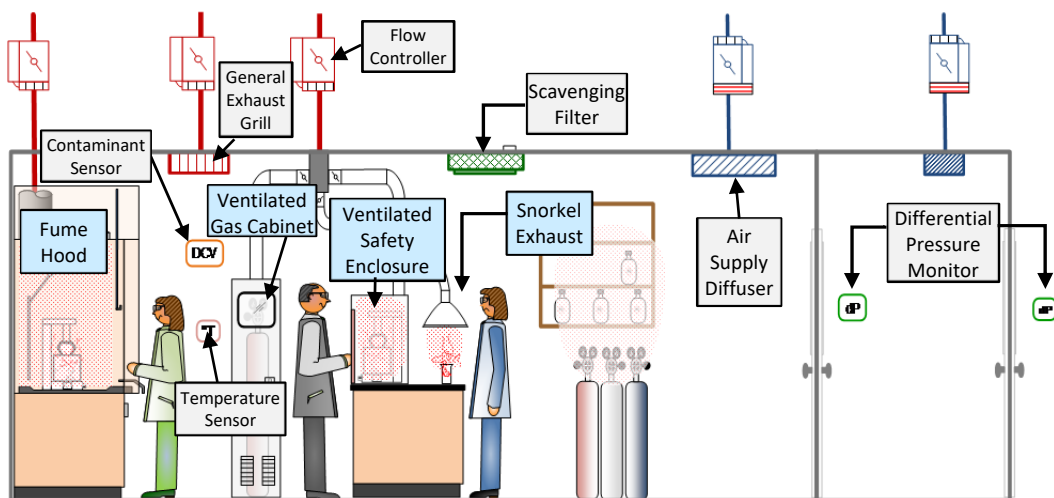 Flow
Controller
General
Exhaust
Grill
Scavenging
Filter
Contaminant
Sensor
Ventilated
Gas Cabinet
Fume
Hood
Ventilated
Safety
Enclosure
Snorkel
Exhaust
Air
Supply
Diffuser
Differential
Pressure
Monitor
DCV
T
dP
Temperature
Sensor